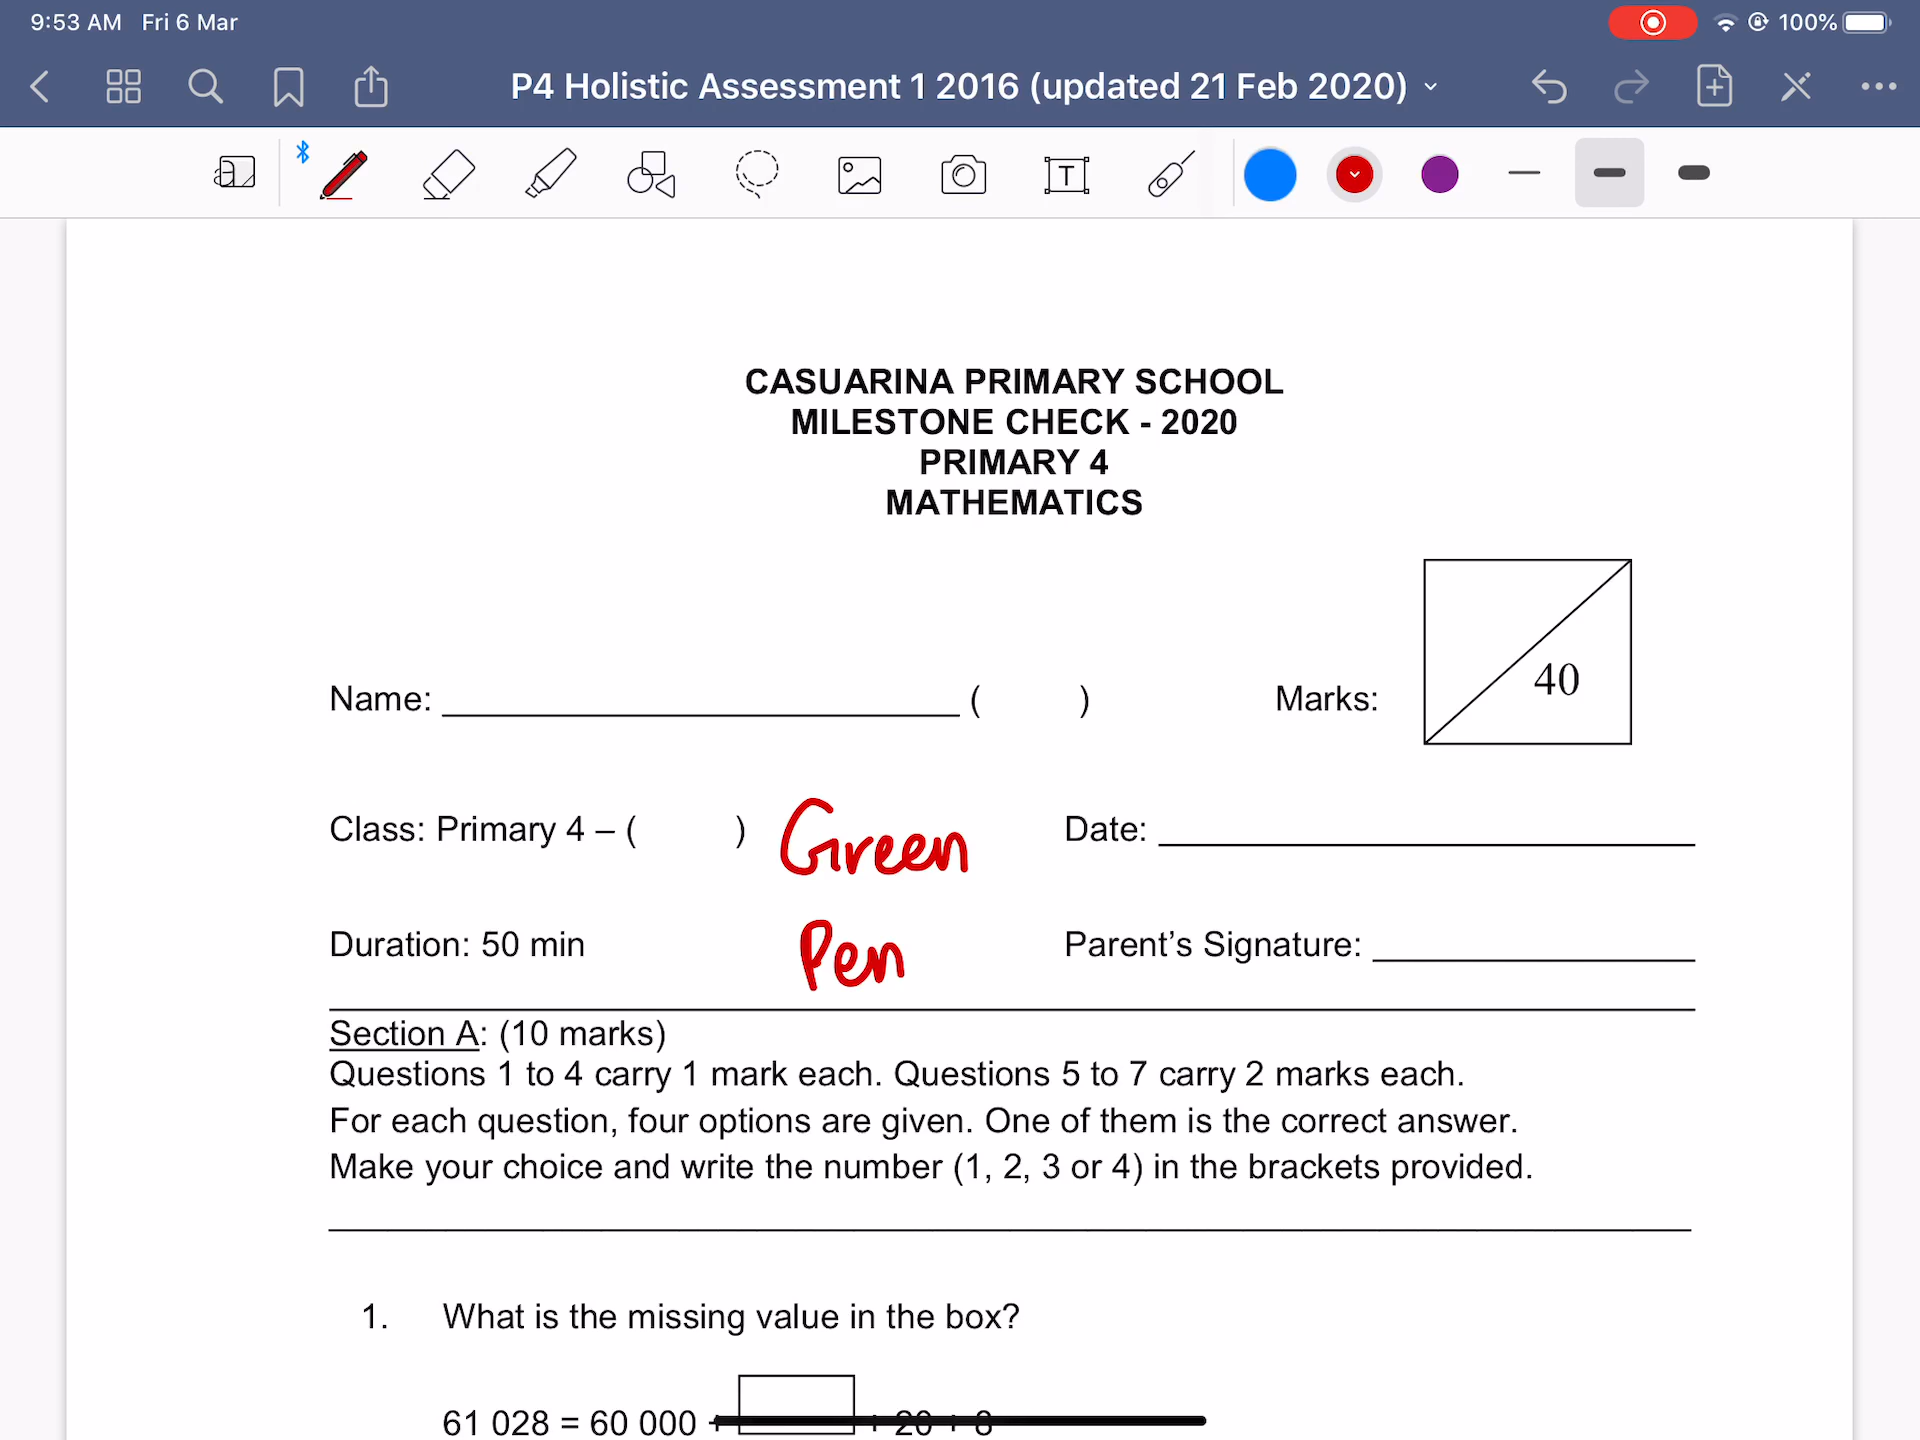 9:53 AM Fri 6 Mar 100%
P4 Holistic Assessment 1 2016 (updated 21 Feb 2020)
CASUARINA PRIMARY SCHOOL
MILESTONE CHECK - 2020
PRIMARY 4
MATHEMATICS
40
Name: ( ) Marks:
Class: Primary 4 – ( ) Green Date:
Duration: 50 min Pen Parent’s Signature:
Section A: (10 marks)
Questions 1 to 4 carry 1 mark each. Questions 5 to 7 carry 2 marks each.
For each question, four options are given. One of them is the correct answer.
Make your choice and write the number (1, 2, 3 or 4) in the brackets provided.
1. What is the missing value in the box?
61 028 = 60 000 + + 20 + 8